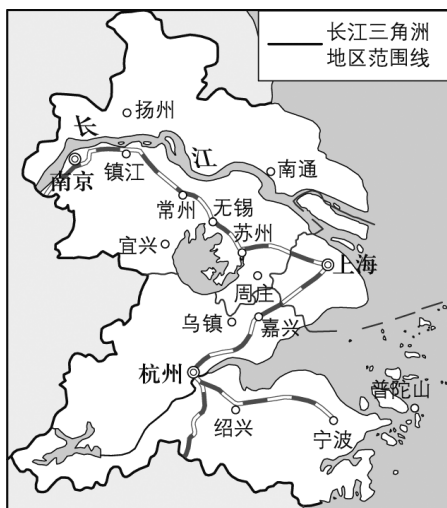 长江三角洲
地区范围线
扬州
长
江
南通
镇江
南京
常州
无锡
苏州
宜兴
上海
周庄
乌镇
嘉兴
杭州
普陀山
绍兴
宁波